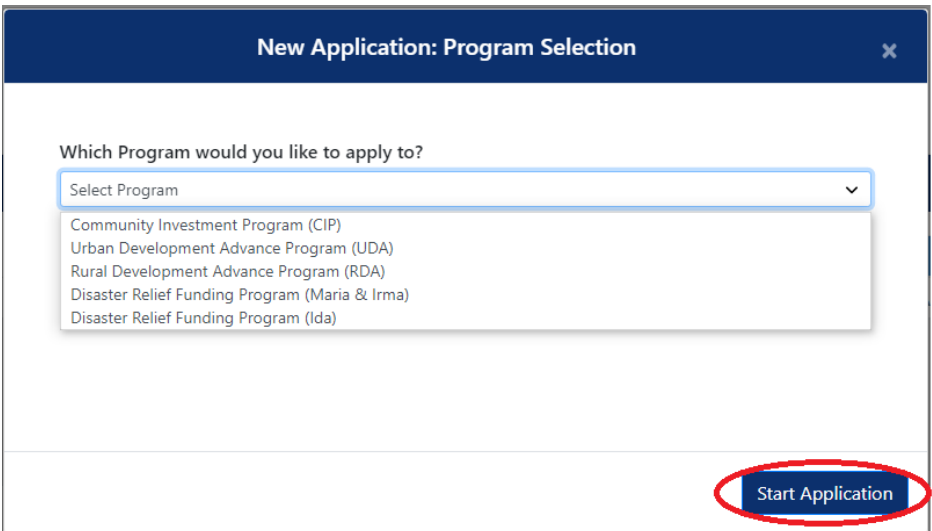 New Application: Program Selection ×
Which Program would you like to apply to?
Select Program
Community Investment Program (CIP)
Urban Development Advance Program (UDA)
Rural Development Advance Program (RDA)
Disaster Relief Funding Program (Maria & Irma)
Disaster Relief Funding Program (Ida)
Start Application